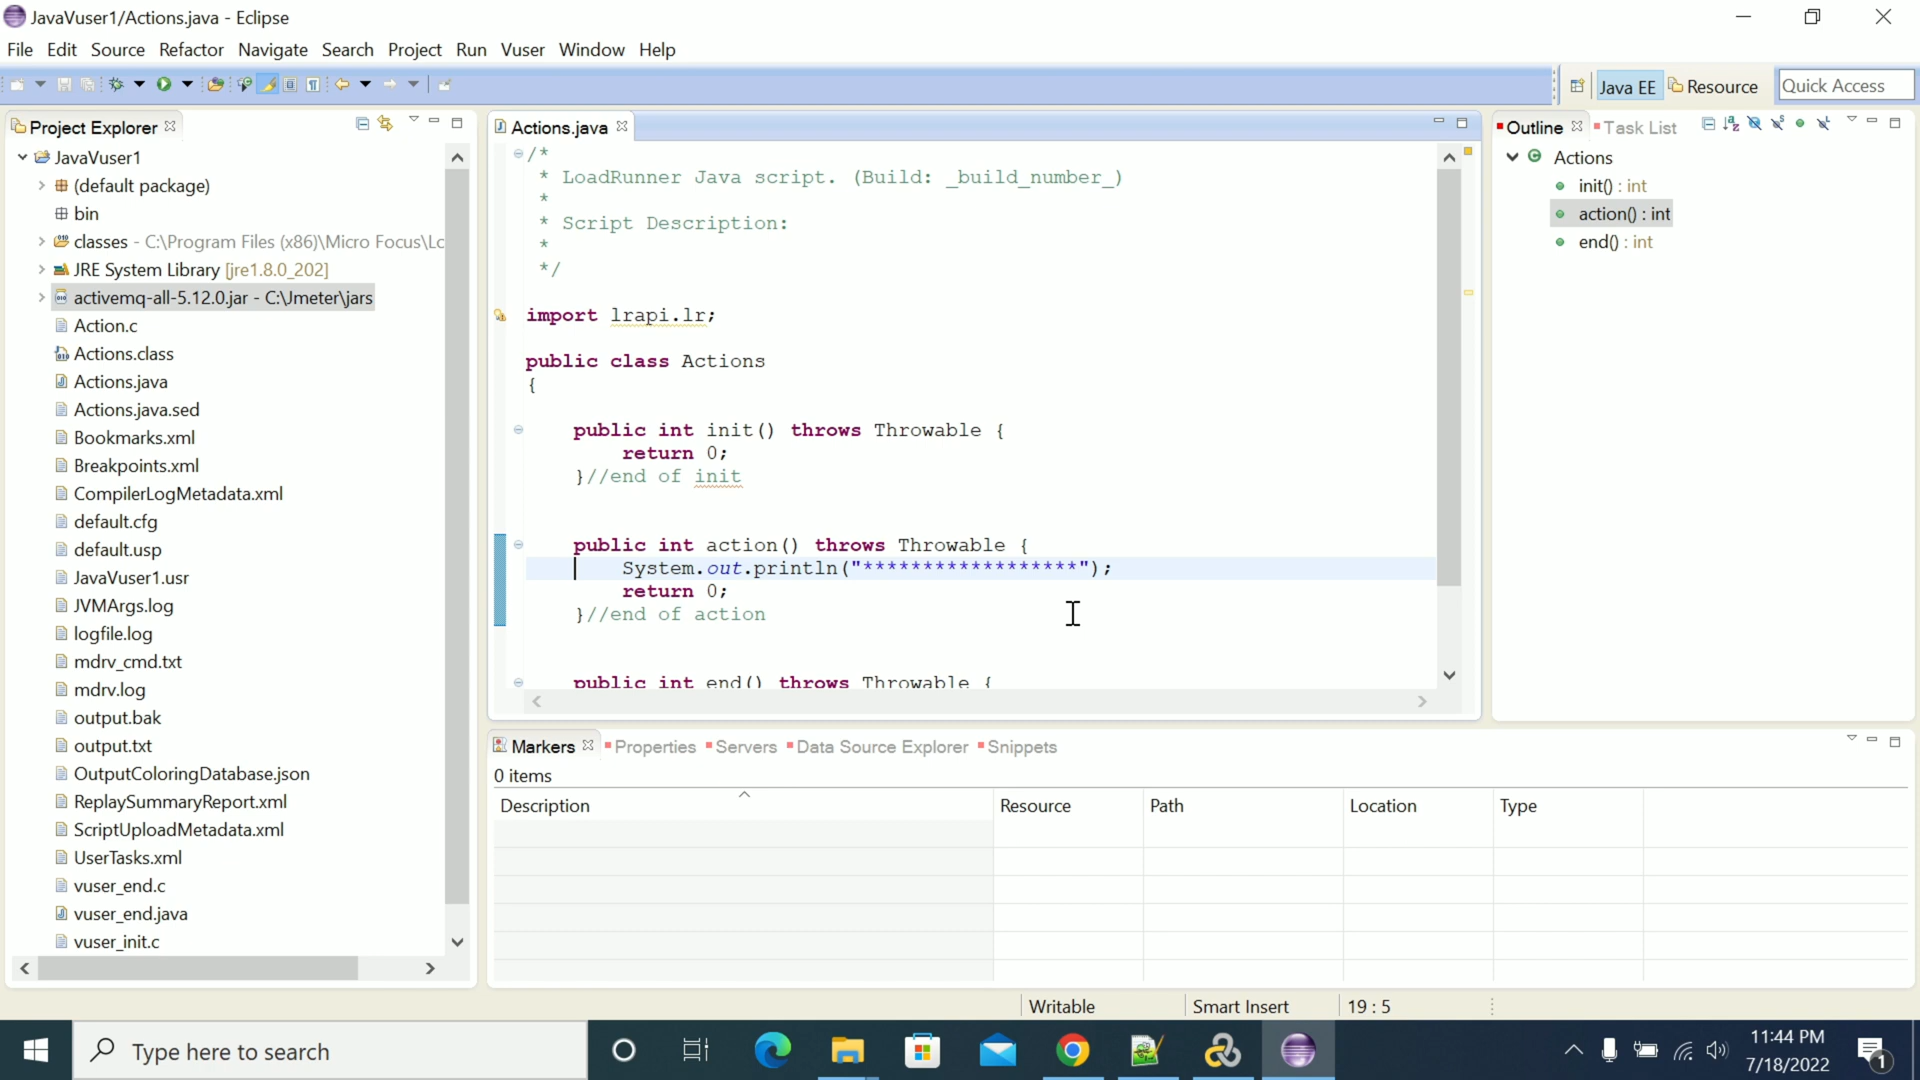 JavaVuser1/Actions.java - Eclipse
File Edit Source Refactor Navigate Search Project Run Vuser Window Help
Java EE Resource Quick Access
Project Explorer
JavaVuser1
(default package)
bin
classes - C:\Program Files (x86)\Micro Focus\Lc
JRE System Library [jre1.8.0_202]
activemq-all-5.12.0.jar - C:\Jmeter\jars
Action.c
Actions.class
Actions.java
Actions.java.sed
Bookmarks.xml
Breakpoints.xml
CompilerLogMetadata.xml
default.cfg
default.usp
JavaVuser1.usr
JVMArgs.log
logfile.log
mdrv_cmd.txt
mdrv.log
output.bak
output.txt
OutputColoringDatabase.json
ReplaySummaryReport.xml
ScriptUploadMetadata.xml
UserTasks.xml
vuser_end.c
vuser_end.java
vuser_init.c
Actions.java
/*
* LoadRunner Java script. (Build: _build_number_)
*
* Script Description:
*
*/
import lrapi.lr;
public class Actions
{
public int init() throws Throwable {
return 0;
}//end of init
public int action() throws Throwable {
System.out.println("******************");
return 0;
}//end of action
public int end() throws Throwable {
Outline Task List
Actions
init() : int
action() : int
end() : int
Markers Properties Servers Data Source Explorer Snippets
0 items
Description Resource Path Location Type
Writable Smart Insert 19 : 5
Type here to search
11:44 PM
7/18/2022
1